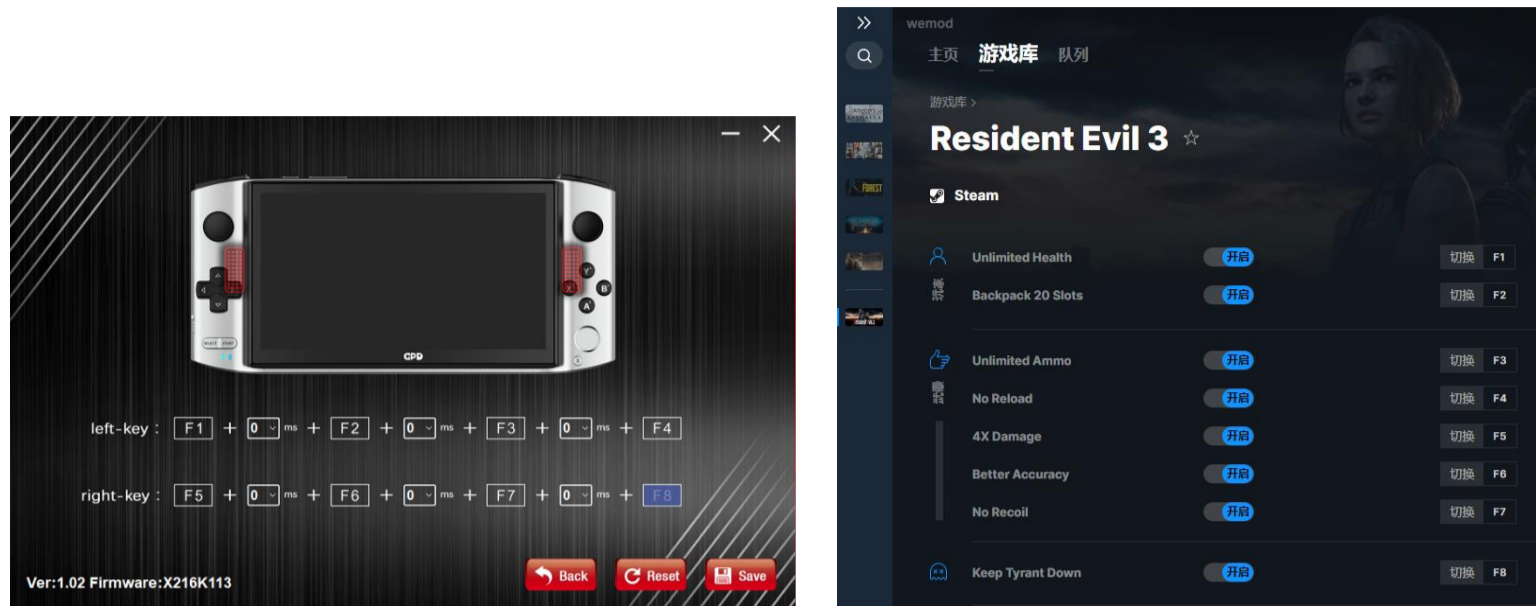 GPD
left-key : F1 + 0 ms + F2 + 0 ms + F3 + 0 ms + F4
right-key : F5 + 0 ms + F6 + 0 ms + F7 + 0 ms + F8
Back Reset Save
Ver:1.02 Firmware:X216K113
wemod
主页 游戏库 队列
游戏库 >
Resident Evil 3
Steam
Unlimited Health 开启 切换 F1
玩家
Backpack 20 Slots 开启 切换 F2
Unlimited Ammo 开启 切换 F3
武器
No Reload 开启 切换 F4
4X Damage 开启 切换 F5
Better Accuracy 开启 切换 F6
No Recoil 开启 切换 F7
Keep Tyrant Down 开启 切换 F8